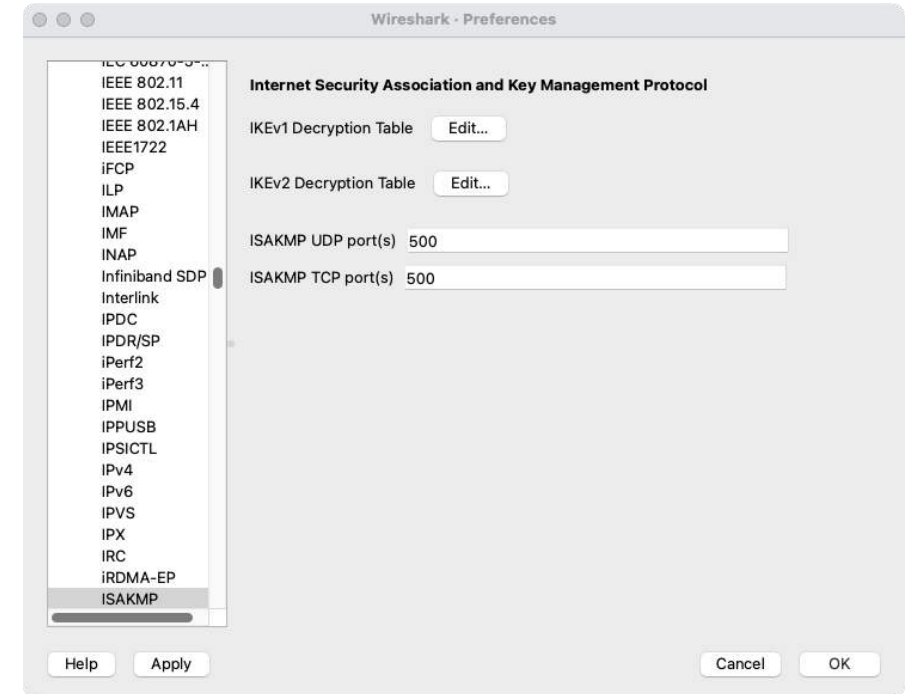 Wireshark · Preferences
IEC 60870-5-..
IEEE 802.11
IEEE 802.15.4
IEEE 802.1AH
IEEE1722
iFCP
ILP
IMAP
IMF
INAP
Infiniband SDP
Interlink
IPDC
IPDR/SP
iPerf2
iPerf3
IPMI
IPPUSB
IPSICTL
IPv4
IPv6
IPVS
IPX
IRC
iRDMA-EP
ISAKMP
Internet Security Association and Key Management Protocol
IKEv1 Decryption Table Edit...
IKEv2 Decryption Table Edit...
ISAKMP UDP port(s) 500
ISAKMP TCP port(s) 500
Help Apply Cancel OK